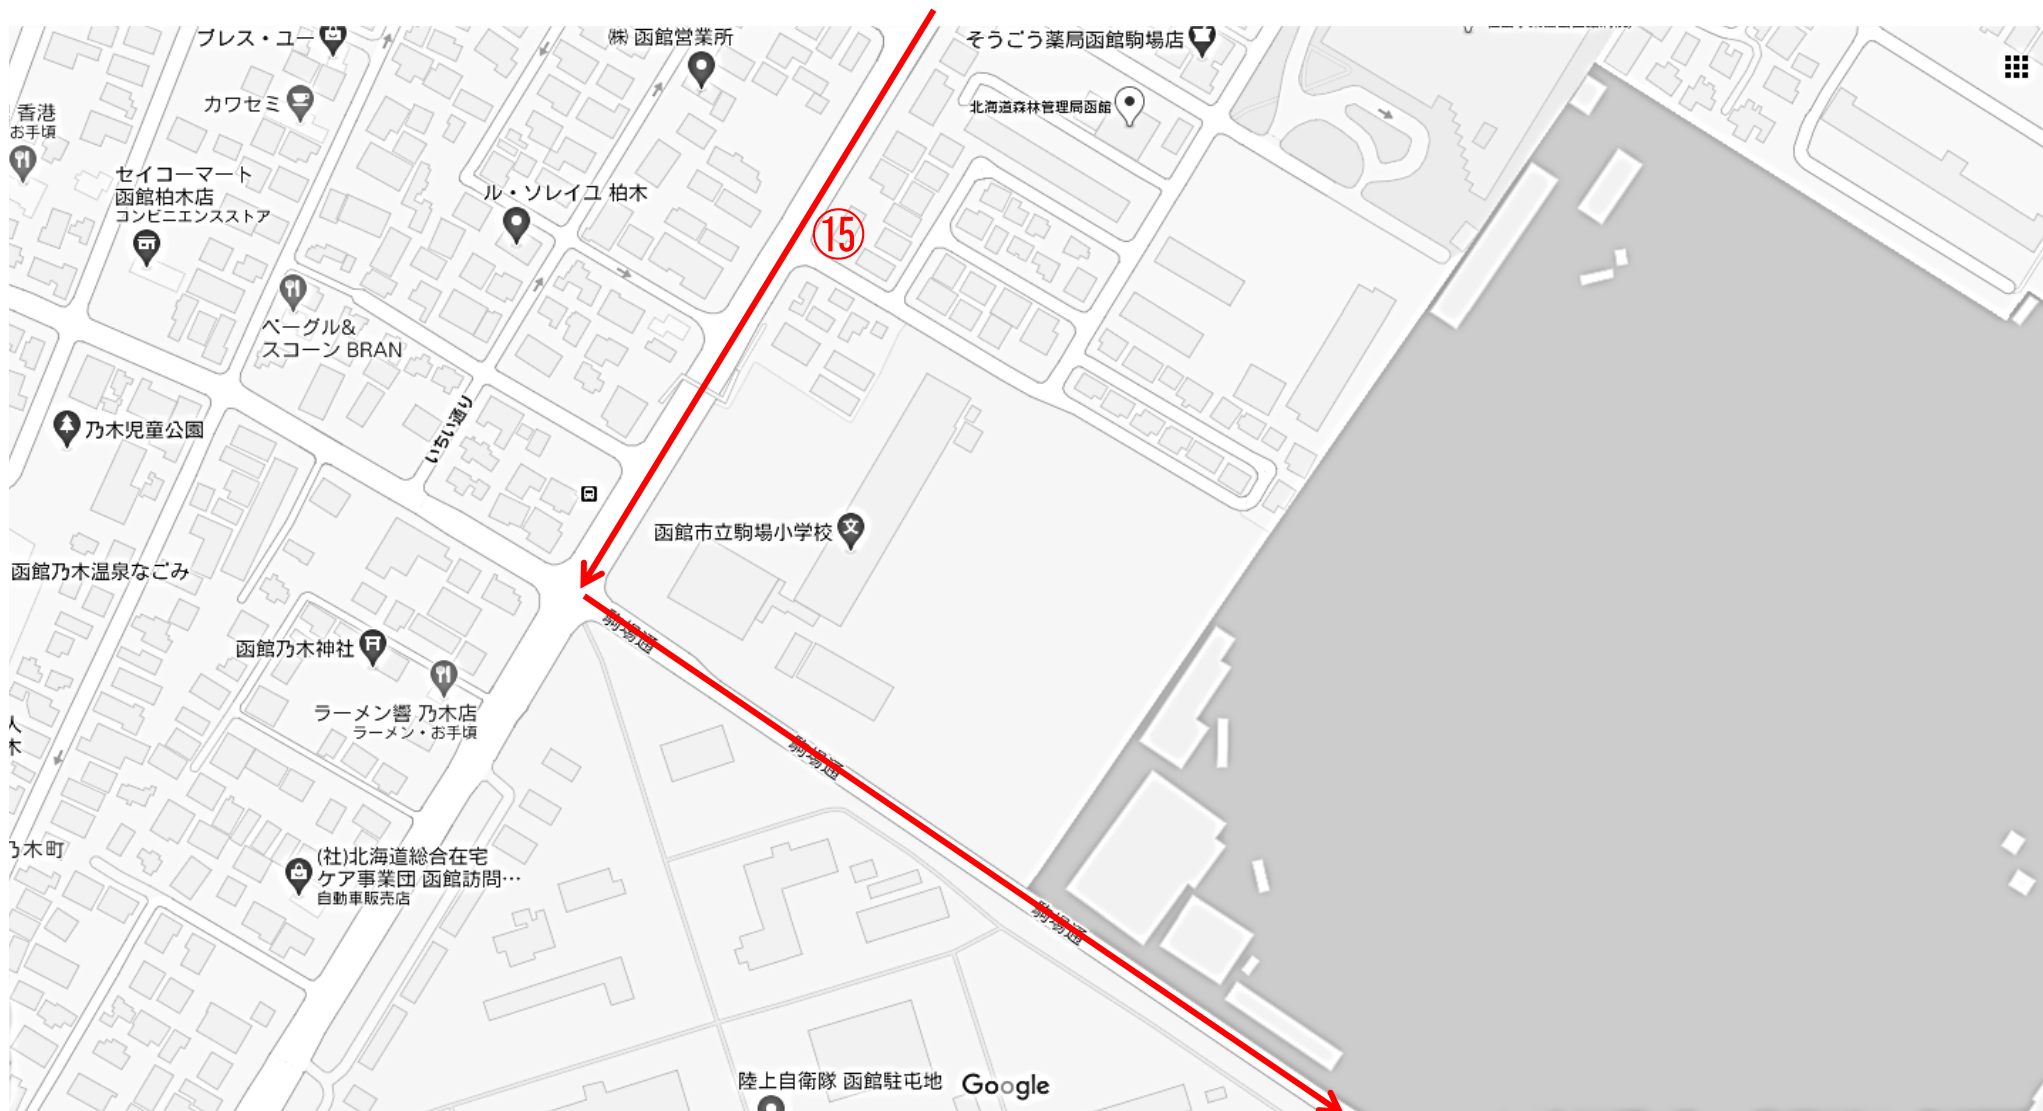 プレス・ユー
㈱ 函館営業所
そうごう薬局函館駒場店
カワセミ
北海道森林管理局函館
香港
お手頃
セイコーマート
函館柏木店
コンビニエンスストア
ル・ソレイユ 柏木
⑮
ベーグル&
スコーン BRAN
いちい通り
乃木児童公園
函館市立駒場小学校
函館乃木温泉なごみ
駒場通
函館乃木神社
ラーメン響 乃木店
ラーメン・お手頃
駒場通
木町
(社)北海道総合在宅
ケア事業団 函館訪問…
自動車販売店
駒場通
陸上自衛隊 函館駐屯地
Google